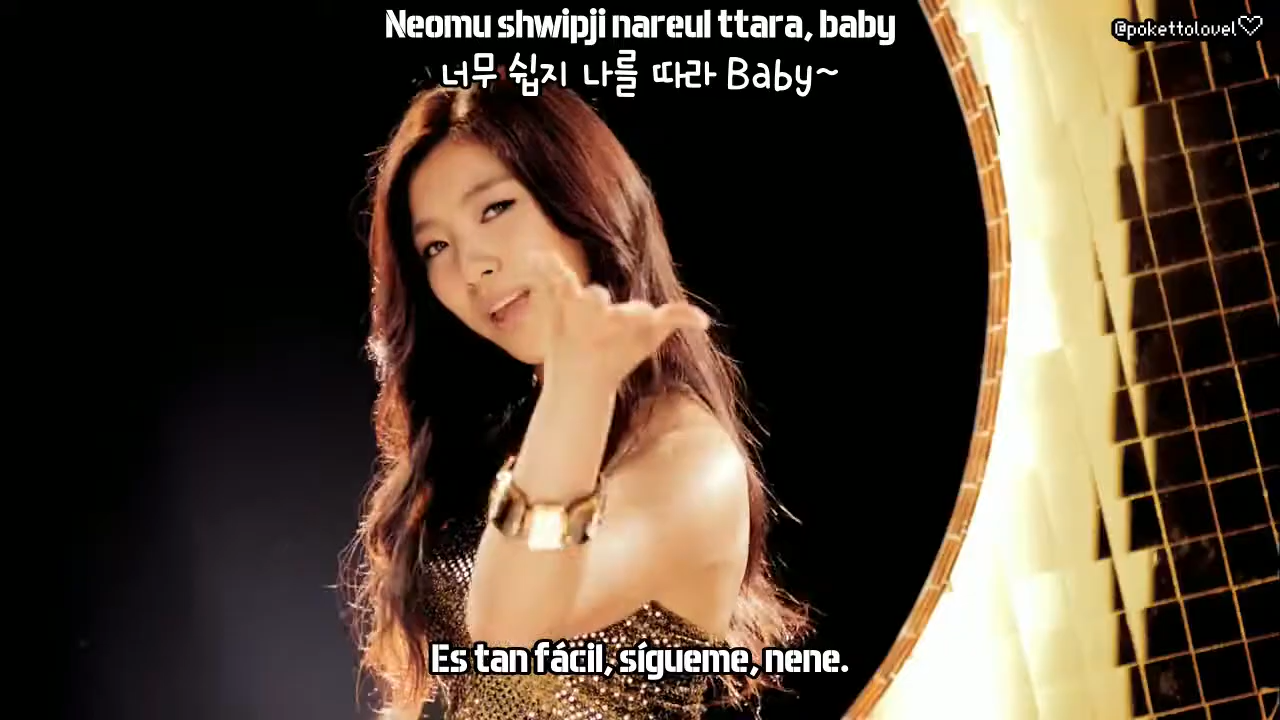 Neomu shwipji nareul ttara, baby
@pokettolovel♡
너무 쉽지 나를 따라 Baby~
Es tan fácil, sígueme, nene.